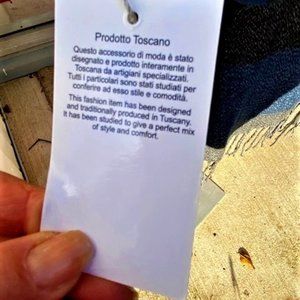 Prodotto Toscano
Questo accessorio di moda è stato
disegnato e prodotto interamente in
Toscana da artigiani specializzati.
Tutti i particolari sono stati studiati per
conferire ad esso stile e comodità.
This fashion item has been designed
and traditionally produced in Tuscany.
It has been studied to give a perfect mix
of style and comfort.